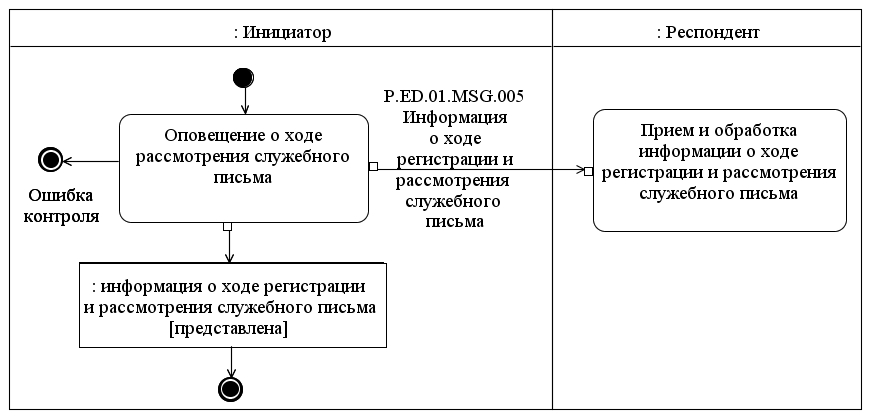 : Инициатор
: Респондент
Оповещение о ходе
рассмотрения служебного
письма
Ошибка
контроля
P.ED.01.MSG.005
Информация
о ходе
регистрации и
рассмотрения
служебного
письма
Прием и обработка
информации о ходе
регистрации и рассмотрения
служебного письма
: информация о ходе регистрации
и рассмотрения служебного письма
[представлена]